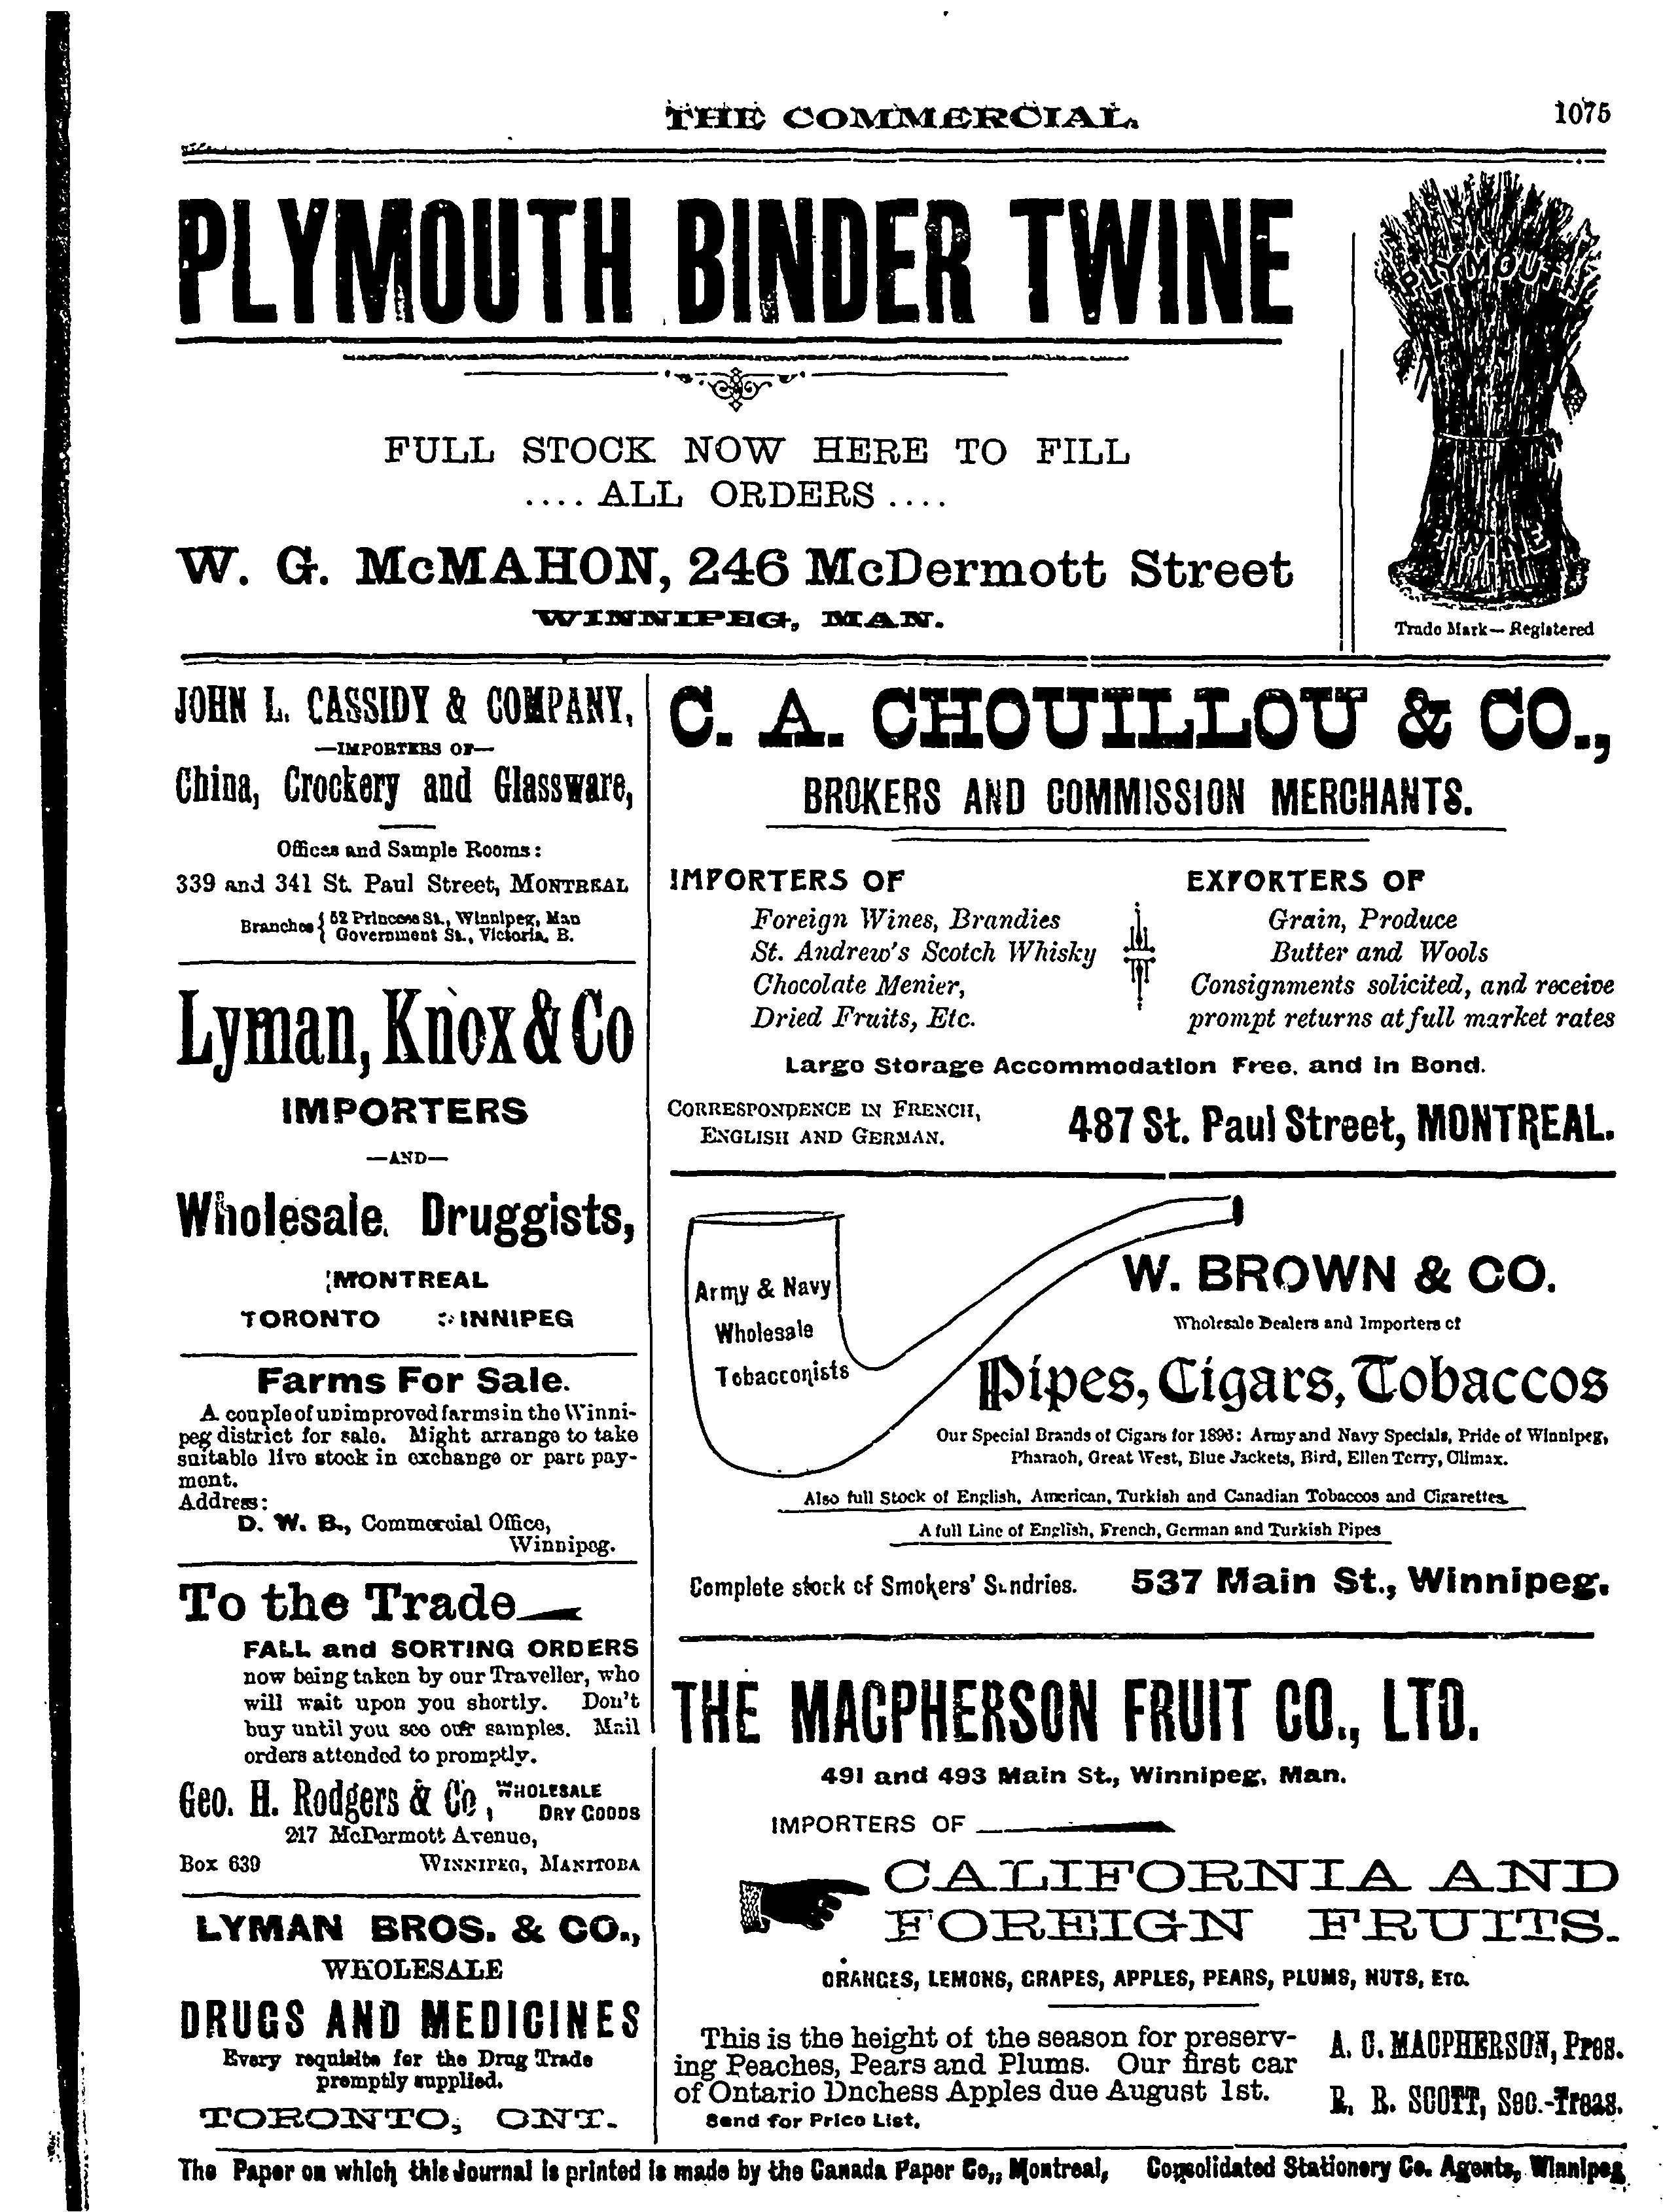 THE COMMERCIAL.
1075
PLYMOUTH BINDER TWINE
FULL STOCK NOW HERE TO FILL
.... ALL ORDERS ....
W. G. McMAHON, 246 McDermott Street
WINNIPEG, MAN.
PLYMOUTH
TWINE
Trade Mark—Registered
JOHN L. CASSIDY & COMPANY,
—IMPORTERS OF—
China, Crockery and Glassware,
Offices and Sample Rooms:
339 and 341 St. Paul Street, MONTREAL
Branches { 52 Princess St., Winnipeg, Man
Government St., Victoria, B.
Lyman, Knox & Co
IMPORTERS
—AND—
Wholesale Druggists,
MONTREAL
TORONTO INNIPEG
Farms For Sale.
A couple of unimproved farms in the Winni-
peg district for sale. Might arrange to take
suitable live stock in exchange or part pay-
ment.
Address:
D. W. B., Commercial Office,
Winnipeg.
To the Trade
FALL and SORTING ORDERS
now being taken by our Traveller, who
will wait upon you shortly. Don't
buy until you see our samples. Mail
orders attended to promptly.
Geo. H. Rodgers & Co, WHOLESALE
DRY GOODS
217 McDermott Avenue,
Box 639 WINNIPEG, MANITOBA
LYMAN BROS. & CO.,
WHOLESALE
DRUGS AND MEDICINES
Every requisite for the Drug Trade
promptly supplied.
TORONTO, ONT.
C. A. CHOUILLOU & CO.,
BROKERS AND COMMISSION MERCHANTS.
IMPORTERS OF
Foreign Wines, Brandies
St. Andrew's Scotch Whisky
Chocolate Menier,
Dried Fruits, Etc.
EXPORTERS OF
Grain, Produce
Butter and Wools
Consignments solicited, and receive
prompt returns at full market rates
Large Storage Accommodation Free, and in Bond.
CORRESPONDENCE IN FRENCH,
ENGLISH AND GERMAN.
487 St. Paul Street, MONTREAL.
Army & Navy
Wholesale
Tobacconists
W. BROWN & CO.
Wholesale Dealers and Importers of
Pipes, Cigars, Tobaccos
Our Special Brands of Cigars for 1896: Army and Navy Specials, Pride of Winnipeg,
Pharaoh, Great West, Blue Jackets, Bird, Ellen Terry, Climax.
Also full Stock of English, American, Turkish and Canadian Tobaccos and Cigarettes.
A full Line of English, French, German and Turkish Pipes
Complete stock of Smokers' Sundries.
537 Main St., Winnipeg.
THE MACPHERSON FRUIT CO., LTD.
491 and 493 Main St., Winnipeg, Man.
IMPORTERS OF
CALIFORNIA AND
FOREIGN FRUITS.
ORANGES, LEMONS, GRAPES, APPLES, PEARS, PLUMS, NUTS, ETC.
This is the height of the season for preserv-
ing Peaches, Pears and Plums. Our first car
of Ontario Dnchess Apples due August 1st.
Send for Price List.
A. C. MACPHERSON, Pres.
R. R. SCOTT, Sec.-Treas.
The Paper on which this Journal is printed is made by the Canada Paper Co,, Montreal, Consolidated Stationery Co. Agents, Winnipeg